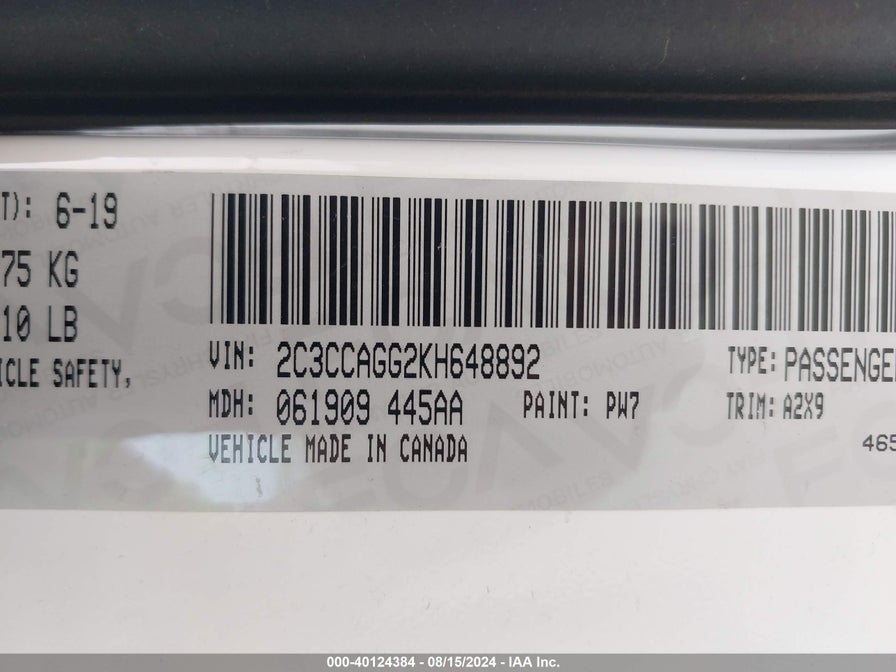 T): 6-19
75 KG
10 LB
ICLE SAFETY,
VIN: 2C3CCAGG2KH648892
TYPE: PASSENGE
MDH: 061909 445AA
PAINT: PW7
TRIM: A2X9
VEHICLE MADE IN CANADA
465
000-40124384 - 08/15/2024 - IAA Inc.